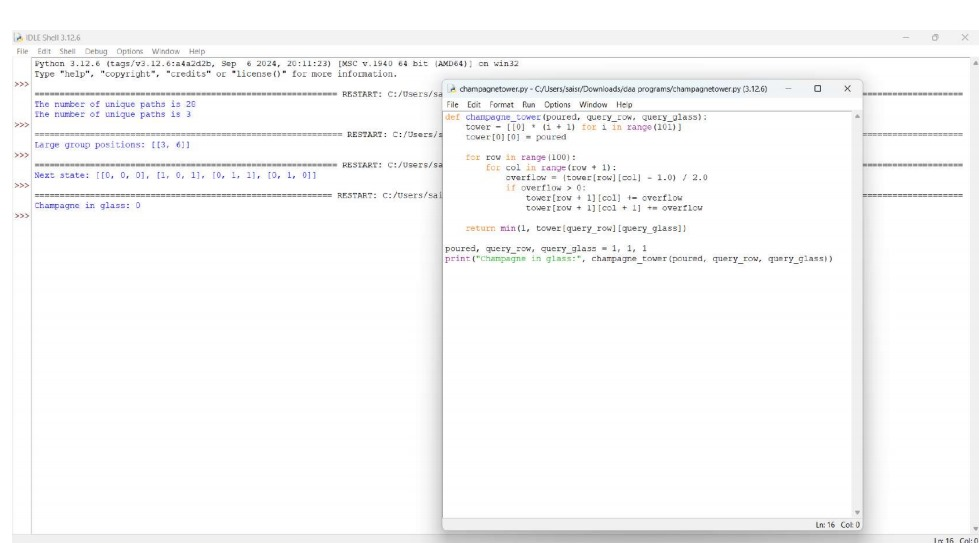 IDLE Shell 3.12.6
File Edit Shell Debug Options Window Help
Python 3.12.6 (tags/v3.12.6:a4a2d2b, Sep 6 2024, 20:11:23) [MSC v.1940 64 bit (AMD64)] on win32
Type "help", "copyright", "credits" or "license()" for more information.
>>>
RESTART: C:/Users/sa
The number of unique paths is 28
The number of unique paths is 3
>>>
RESTART: C:/Users/s
Large group positions: [[3, 6]]
>>>
RESTART: C:/Users/sa
Next state: [[0, 0, 0], [1, 0, 1], [0, 1, 1], [0, 1, 0]]
>>>
RESTART: C:/Users/sai
Champagne in glass: 0
>>>
champagnetower.py - C:/Users/saisr/Downloads/daa programs/champagnetower.py (3.12.6)
File Edit Format Run Options Window Help
def champagne_tower(poured, query_row, query_glass):
    tower = [[0] * (i + 1) for i in range(101)]
    tower[0][0] = poured
    for row in range(100):
        for col in range(row + 1):
            overflow = (tower[row][col] - 1.0) / 2.0
            if overflow > 0:
                tower[row + 1][col] += overflow
                tower[row + 1][col + 1] += overflow
    return min(1, tower[query_row][query_glass])
poured, query_row, query_glass = 1, 1, 1
print("Champagne in glass:", champagne_tower(poured, query_row, query_glass))
Ln: 16 Col: 0
Ln: 16 Col: 0